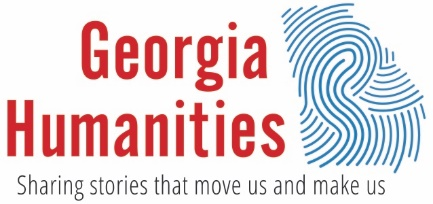 Georgia
Humanities
Sharing stories that move us and make us